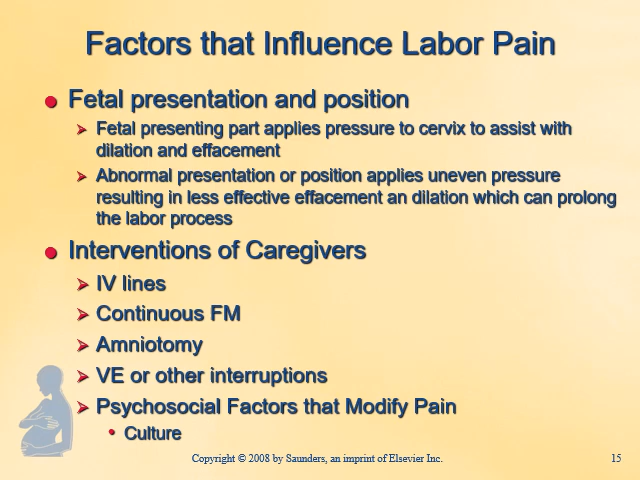 Factors that Influence Labor Pain
Fetal presentation and position
Fetal presenting part applies pressure to cervix to assist with
dilation and effacement
Abnormal presentation or position applies uneven pressure
resulting in less effective effacement an dilation which can prolong
the labor process
Interventions of Caregivers
IV lines
Continuous FM
Amniotomy
VE or other interruptions
Psychosocial Factors that Modify Pain
Culture
Copyright © 2008 by Saunders, an imprint of Elsevier Inc.
15